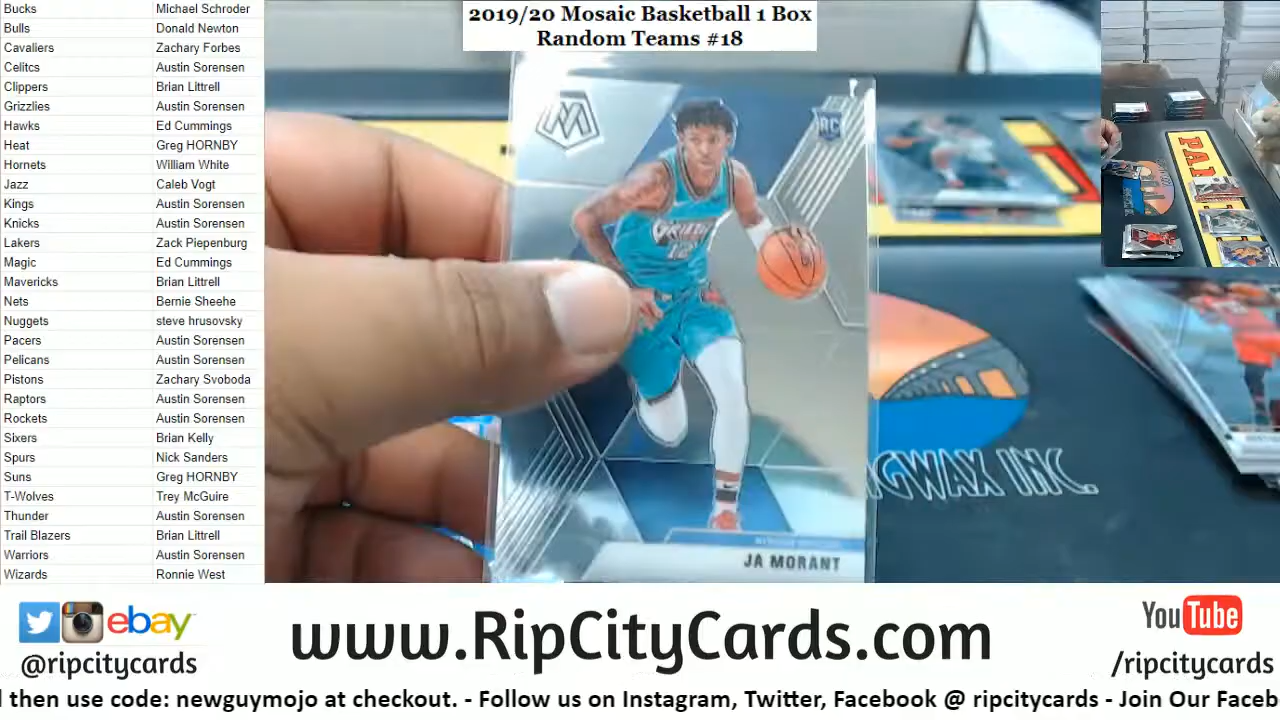 2019/20 Mosaic Basketball 1 Box
Random Teams #18
Bucks Michael Schroder
Bulls Donald Newton
Cavaliers Zachary Forbes
Celitcs Austin Sorensen
Clippers Brian Littrell
Grizzlies Austin Sorensen
Hawks Ed Cummings
Heat Greg HORNBY
Hornets William White
Jazz Caleb Vogt
Kings Austin Sorensen
Knicks Austin Sorensen
Lakers Zack Piepenburg
Magic Ed Cummings
Mavericks Brian Littrell
Nets Bernie Sheehe
Nuggets steve hrusovsky
Pacers Austin Sorensen
Pelicans Austin Sorensen
Pistons Zachary Svoboda
Raptors Austin Sorensen
Rockets Austin Sorensen
Sixers Brian Kelly
Spurs Nick Sanders
Suns Greg HORNBY
T-Wolves Trey McGuire
Thunder Austin Sorensen
Trail Blazers Brian Littrell
Warriors Austin Sorensen
Wizards Ronnie West
M
RC
JA MORANT
GWAX INC.
PA
ebay
@ripcitycards
www.RipCityCards.com
YouTube
/ripcitycards
then use code: newguymojo at checkout. - Follow us on Instagram, Twitter, Facebook @ ripcitycards - Join Our Faceb